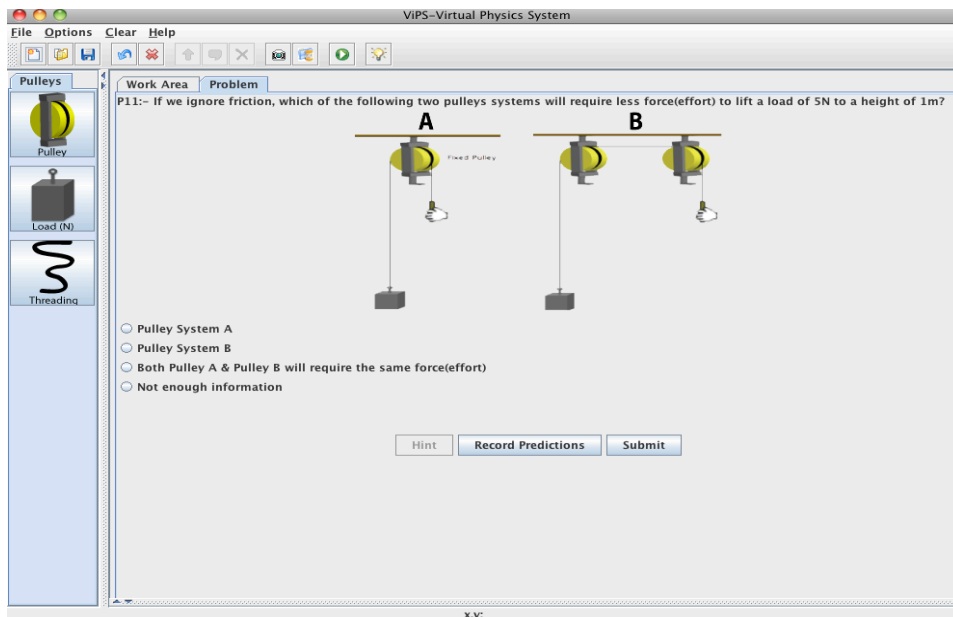 ViPS-Virtual Physics System
File Options Clear Help
Pulleys
Pulley
Load (N)
Threading
Work Area Problem
P11:- If we ignore friction, which of the following two pulleys systems will require less force(effort) to lift a load of 5N to a height of 1m?
A B
Fixed Pulley
Pulley System A
Pulley System B
Both Pulley A & Pulley B will require the same force(effort)
Not enough information
Hint Record Predictions Submit
x,y: